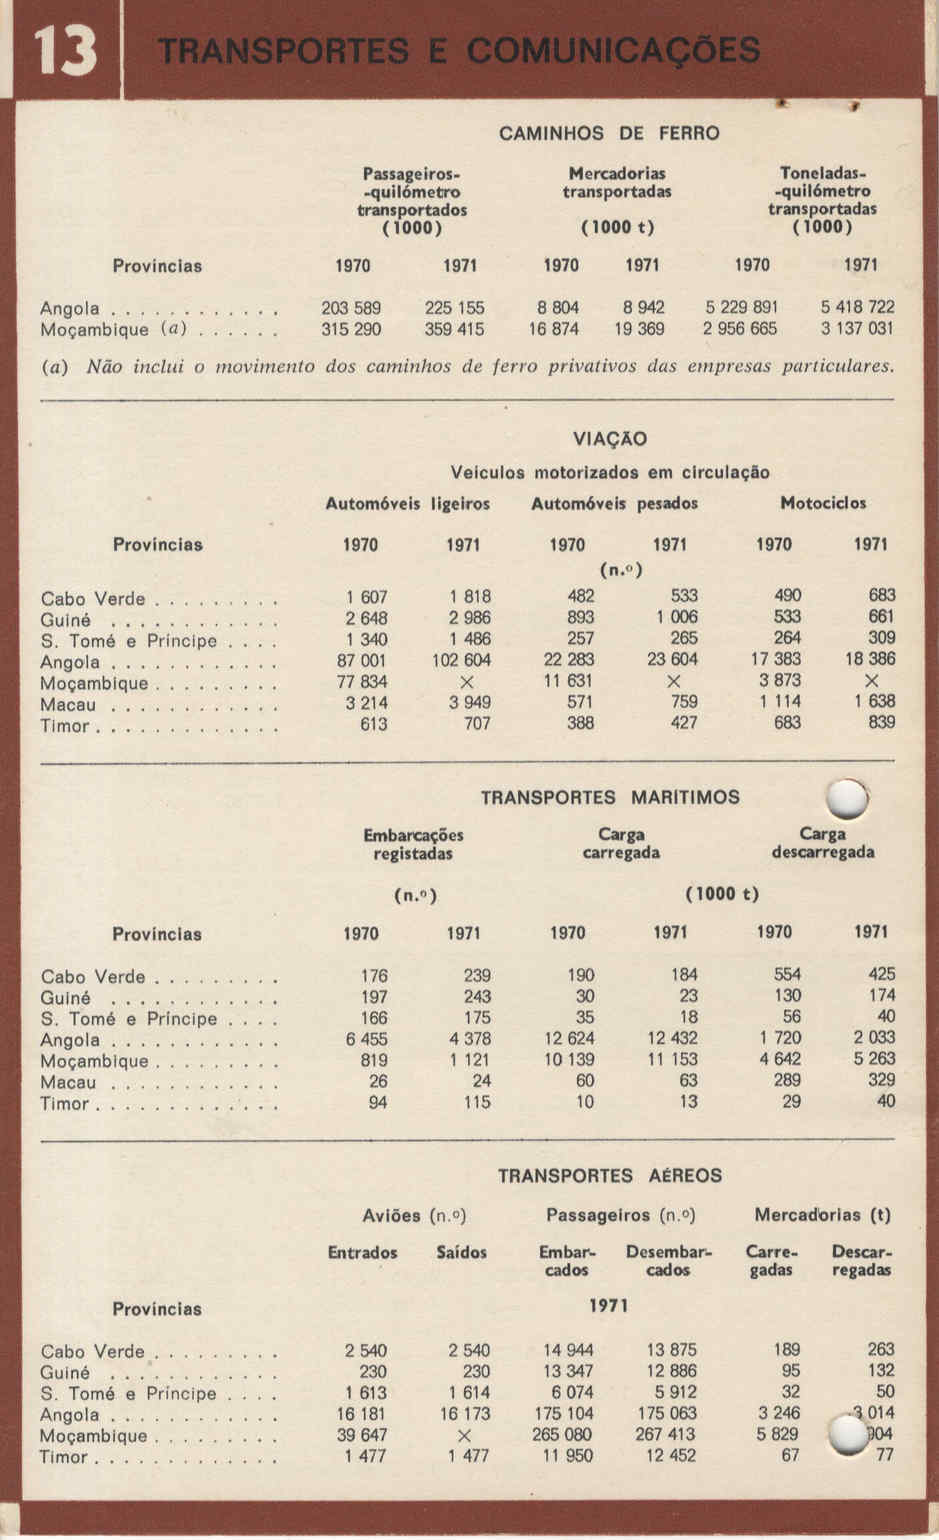 13 TRANSPORTES E COMUNICAÇÕES
CAMINHOS DE FERRO
Passageiros- Mercadorias Toneladas-
-quilómetro transportadas -quilómetro
transportados transportadas
(1000) (1000 t) (1000)
Províncias 1970 1971 1970 1971 1970 1971
Angola . . . . . . . . . . . . 203 589 225 155 8 804 8 942 5 229 891 5 418 722
Moçambique (a) . . . . . . 315 290 359 415 16 874 19 369 2 956 665 3 137 031
(a) Não inclui o movimento dos caminhos de ferro privativos das empresas particulares.
VIAÇÃO
Veículos motorizados em circulação
Automóveis ligeiros Automóveis pesados Motociclos
Províncias 1970 1971 1970 1971 1970 1971
(n.º)
Cabo Verde . . . . . . . . . 1 607 1 818 482 533 490 683
Guiné . . . . . . . . . . . . 2 648 2 986 893 1 006 533 661
S. Tomé e Príncipe . . . . 1 340 1 486 257 265 264 309
Angola . . . . . . . . . . . . 87 001 102 604 22 283 23 604 17 383 18 386
Moçambique . . . . . . . . . 77 834 × 11 631 × 3 873 ×
Macau . . . . . . . . . . . . 3 214 3 949 571 759 1 114 1 638
Timor . . . . . . . . . . . . . 613 707 388 427 683 839
TRANSPORTES MARÍTIMOS
Embarcações Carga Carga
registadas carregada descarregada
(n.º) (1000 t)
Províncias 1970 1971 1970 1971 1970 1971
Cabo Verde . . . . . . . . . 176 239 190 184 554 425
Guiné . . . . . . . . . . . . 197 243 30 23 130 174
S. Tomé e Príncipe . . . . 166 175 35 18 56 40
Angola . . . . . . . . . . . . 6 455 4 378 12 624 12 432 1 720 2 033
Moçambique . . . . . . . . . 819 1 121 10 139 11 153 4 642 5 263
Macau . . . . . . . . . . . . 26 24 60 63 289 329
Timor . . . . . . . . . . . . . 94 115 10 13 29 40
TRANSPORTES AÉREOS
Aviões (n.º) Passageiros (n.º) Mercadorias (t)
Entrados Saídos Embar- Desembar- Carre- Descar-
cados cados gadas regadas
Províncias 1971
Cabo Verde . . . . . . . . . 2 540 2 540 14 944 13 875 189 263
Guiné . . . . . . . . . . . . 230 230 13 347 12 886 95 132
S. Tomé e Príncipe . . . . 1 613 1 614 6 074 5 912 32 50
Angola . . . . . . . . . . . . 16 181 16 173 175 104 175 063 3 246 3 014
Moçambique . . . . . . . . . 39 647 × 265 080 267 413 5 829
Timor . . . . . . . . . . . . . 1 477 1 477 11 950 12 452 67 77